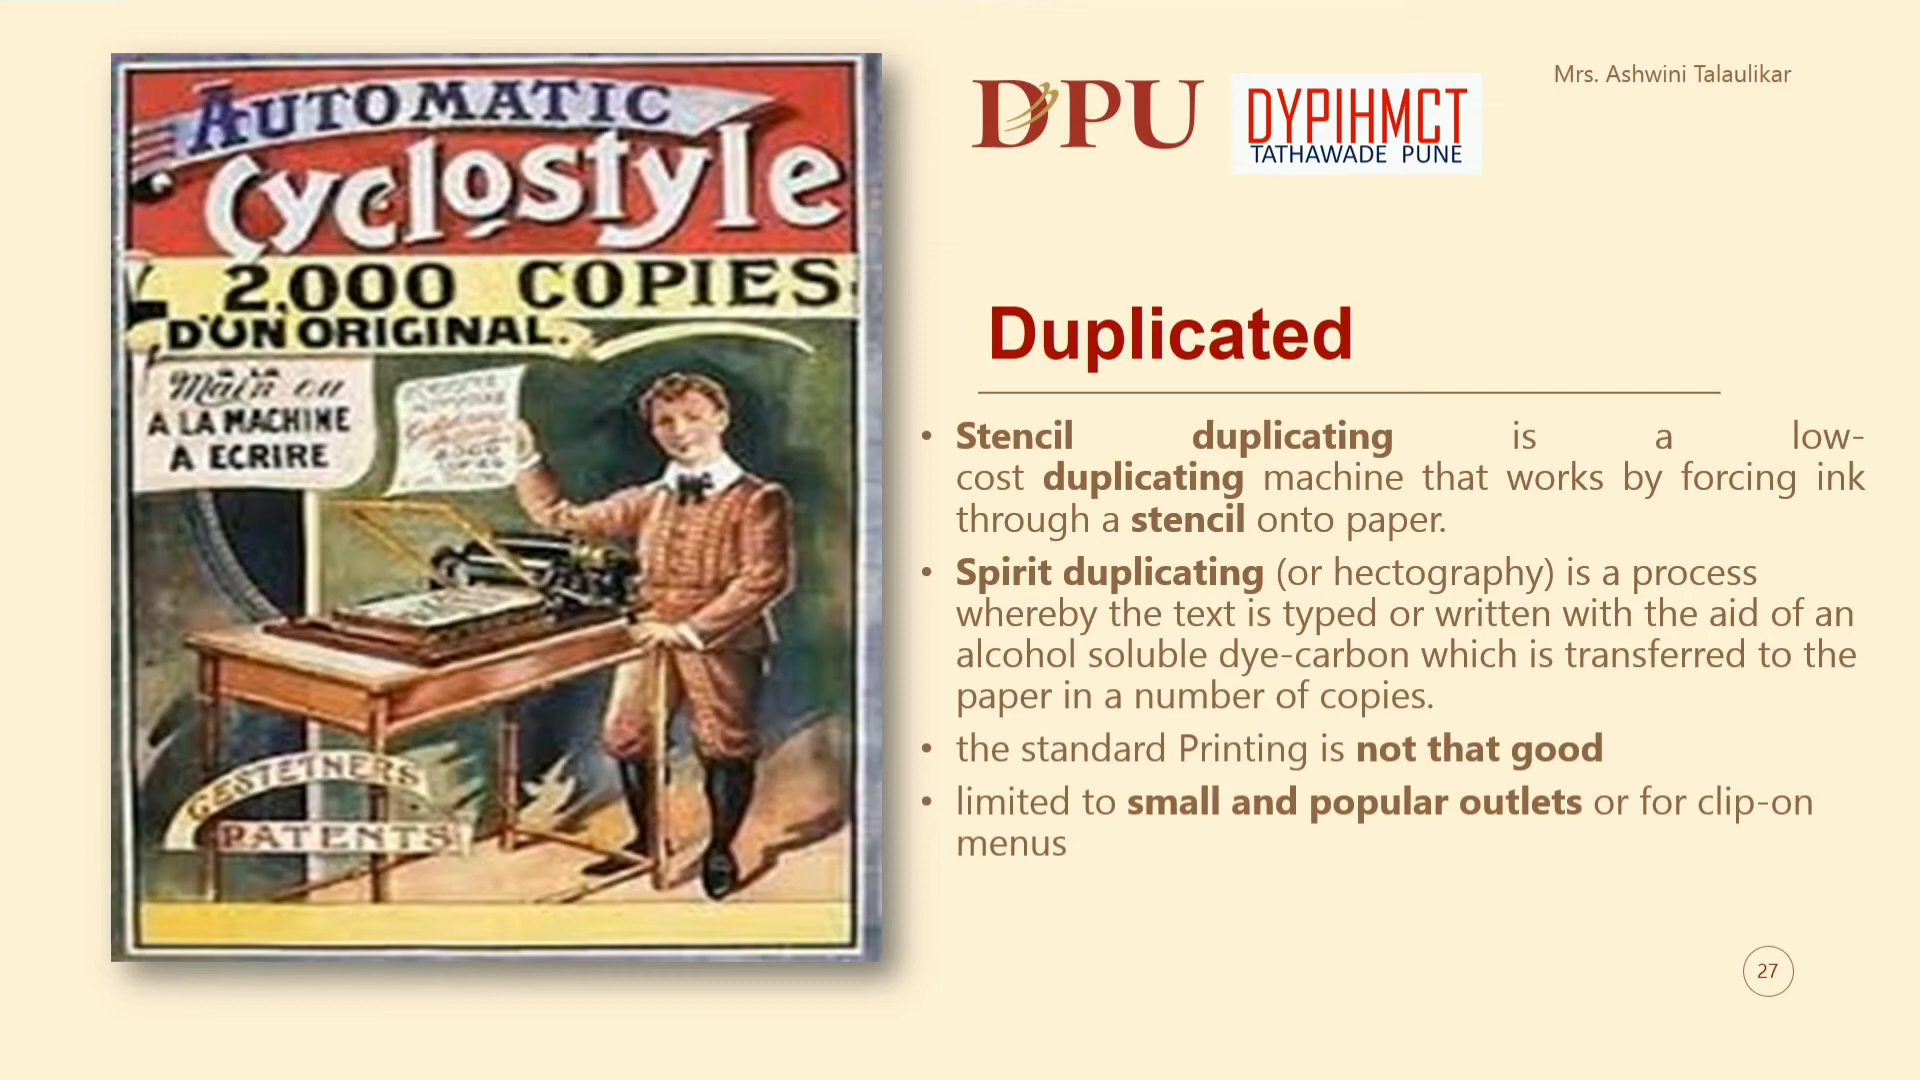 AUTOMATIC
Cyclostyle
2.000 COPIES
D'UN ORIGINAL.
Main ou
A LA MACHINE
A ECRIRE
GESTETNERS
PATENTS
DPU
DYPIHMCT
TATHAWADE PUNE
Mrs. Ashwini Talaulikar
Duplicated
• Stencil duplicating is a low-
cost duplicating machine that works by forcing ink
through a stencil onto paper.
• Spirit duplicating (or hectography) is a process
whereby the text is typed or written with the aid of an
alcohol soluble dye-carbon which is transferred to the
paper in a number of copies.
• the standard Printing is not that good
• limited to small and popular outlets or for clip-on
menus
27